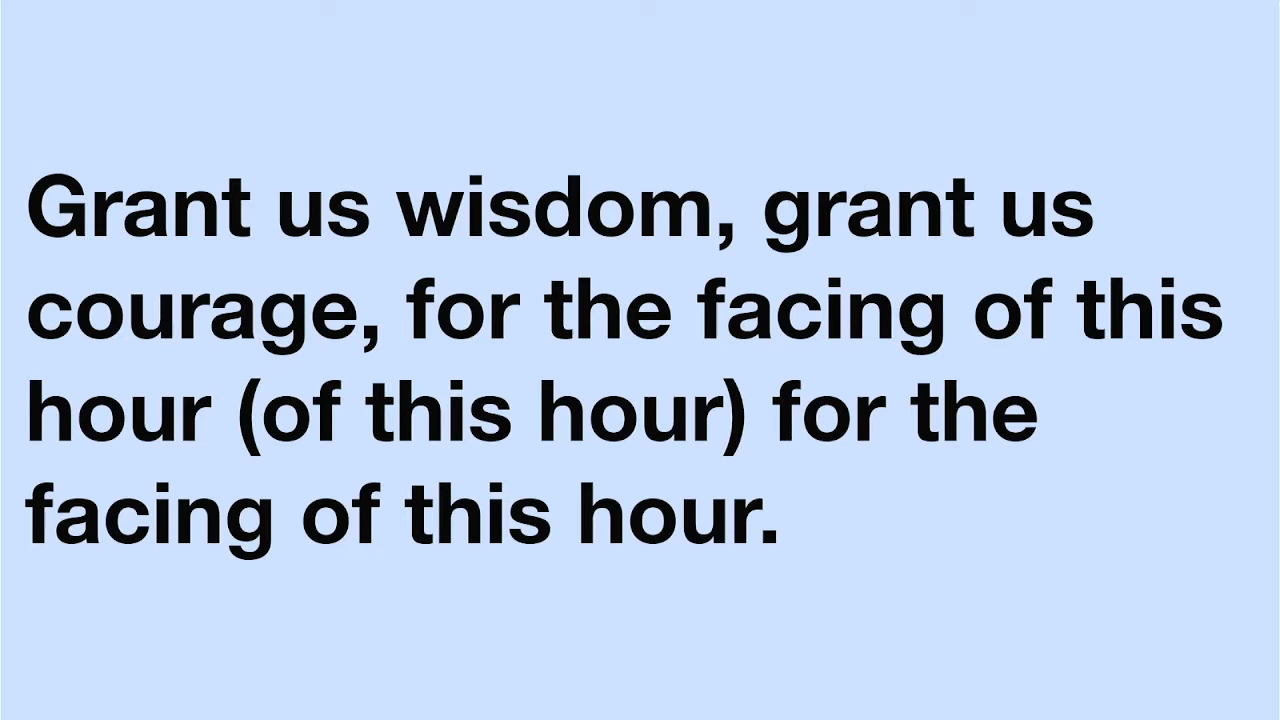 Grant us wisdom, grant us
courage, for the facing of this
hour (of this hour) for the
facing of this hour.